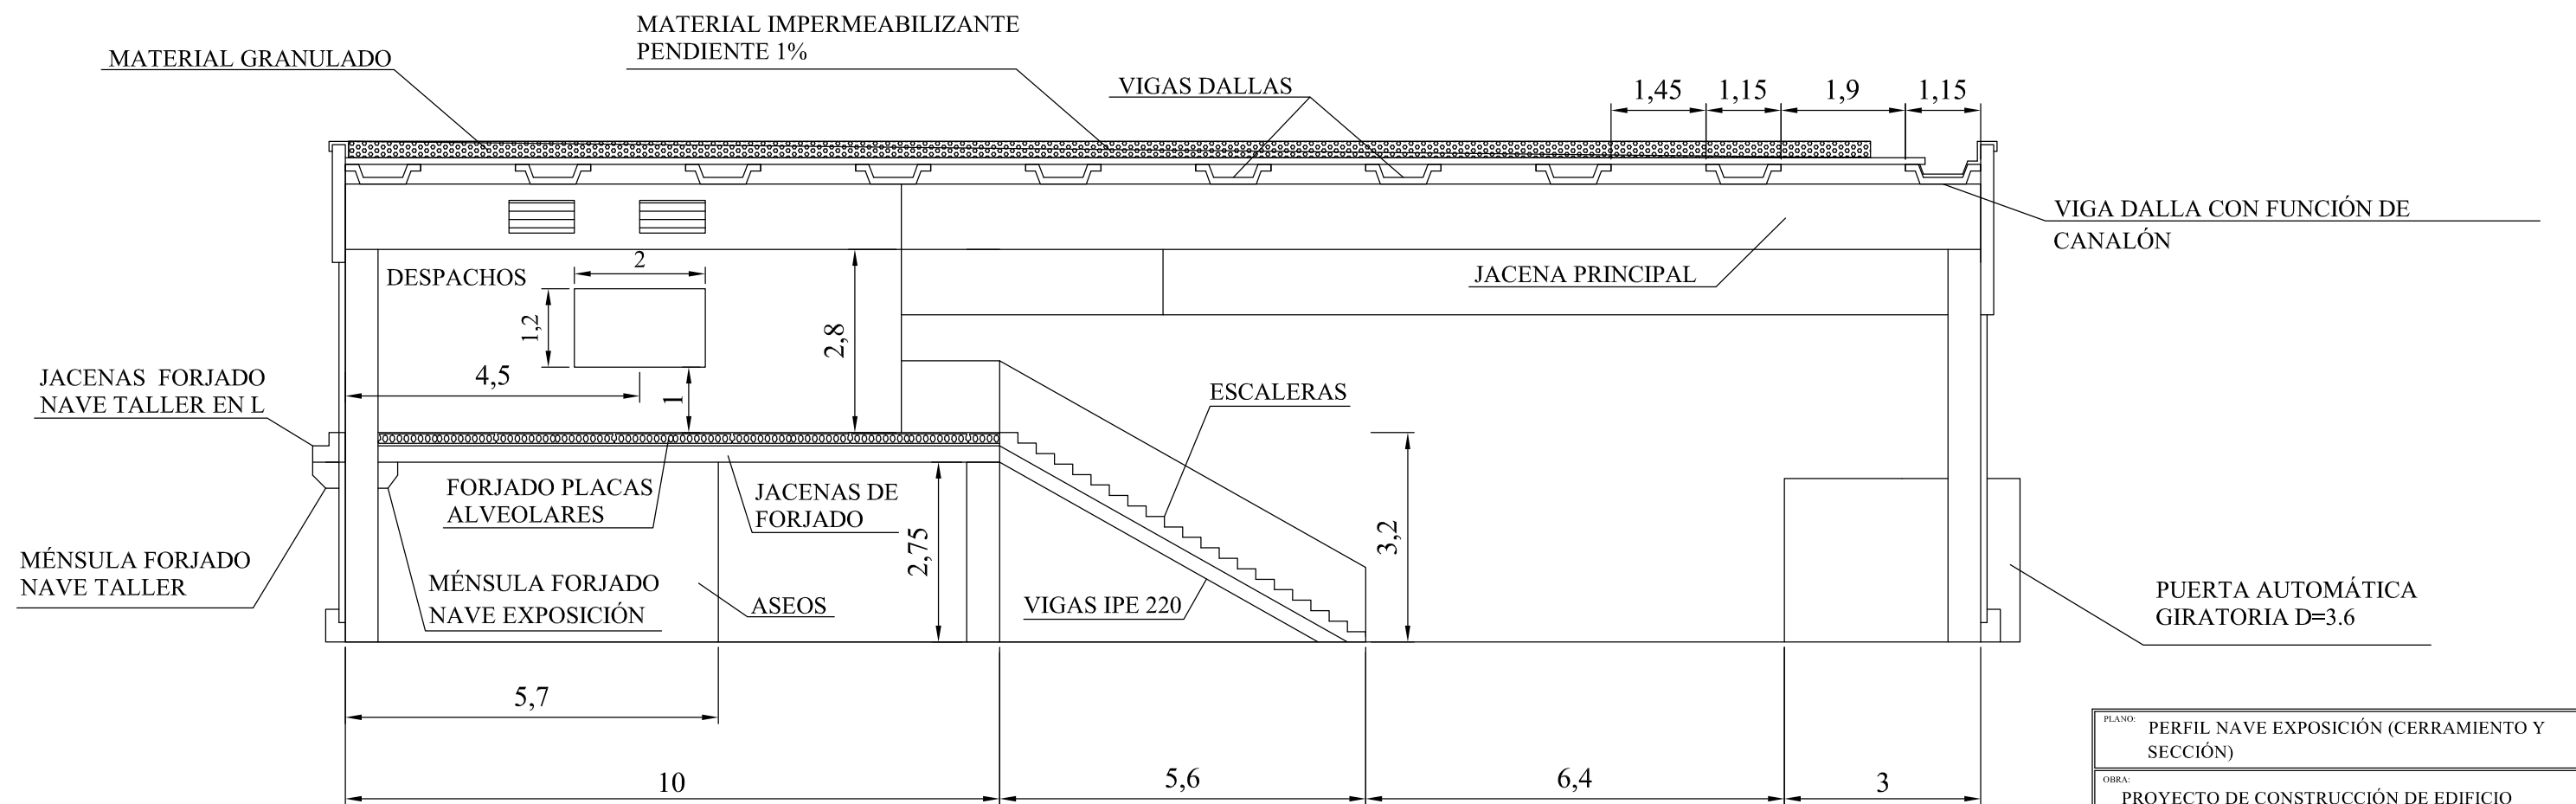 MATERIAL IMPERMEABILIZANTE
PENDIENTE 1%
MATERIAL GRANULADO
VIGAS DALLAS
1,45
1,15
1,9
1,15
VIGA DALLA CON FUNCIÓN DE
CANALÓN
DESPACHOS
2
JACENA PRINCIPAL
1,2
2,8
4,5
1
JACENAS FORJADO
NAVE TALLER EN L
ESCALERAS
FORJADO PLACAS
ALVEOLARES
JACENAS DE
FORJADO
2,75
3,2
MÉNSULA FORJADO
NAVE TALLER
MÉNSULA FORJADO
NAVE EXPOSICIÓN
ASEOS
VIGAS IPE 220
PUERTA AUTOMÁTICA
GIRATORIA D=3.6
5,7
10
5,6
6,4
3
PLANO:
PERFIL NAVE EXPOSICIÓN (CERRAMIENTO Y
SECCIÓN)
OBRA:
PROYECTO DE CONSTRUCCIÓN DE EDIFICIO